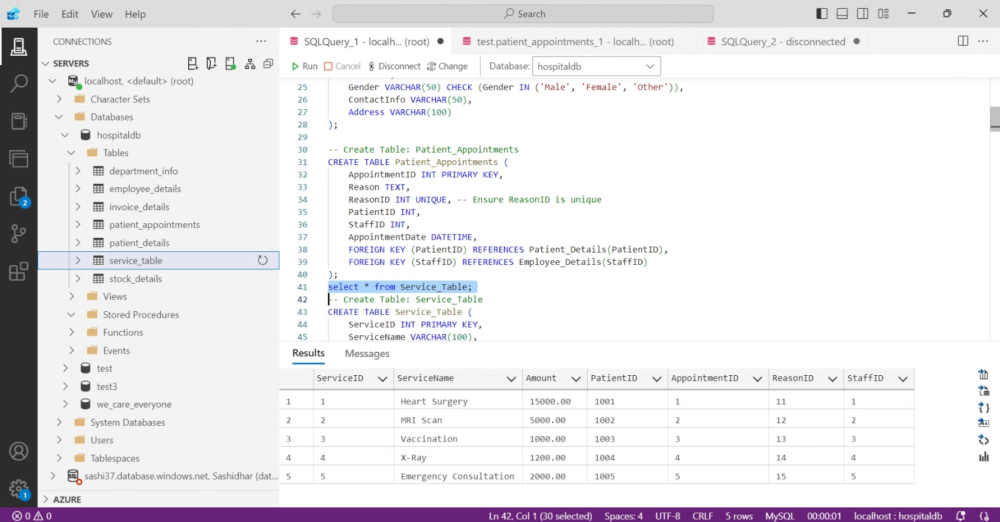 File Edit View Help
Search
CONNECTIONS
SERVERS
localhost, <default> (root)
Character Sets
Databases
hospitaldb
Tables
department_info
employee_details
invoice_details
patient_appointments
patient_details
service_table
stock_details
Views
Stored Procedures
Functions
Events
test
test3
we_care_everyone
System Databases
Users
Tablespaces
sashi37.database.windows.net, Sashidhar (dat...
AZURE
2
1
SQLQuery_1 - localh... (root)
test.patient_appointments_1 - localh... (root)
SQLQuery_2 - disconnected
Run Cancel Disconnect Change Database: hospitaldb
25 Gender VARCHAR(50) CHECK (Gender IN ('Male', 'Female', 'Other')),
26 ContactInfo VARCHAR(50),
27 Address VARCHAR(100)
28 );
29
30 -- Create Table: Patient_Appointments
31 CREATE TABLE Patient_Appointments (
32 AppointmentID INT PRIMARY KEY,
33 Reason TEXT,
34 ReasonID INT UNIQUE, -- Ensure ReasonID is unique
35 PatientID INT,
36 StaffID INT,
37 AppointmentDate DATETIME,
38 FOREIGN KEY (PatientID) REFERENCES Patient_Details(PatientID),
39 FOREIGN KEY (StaffID) REFERENCES Employee_Details(StaffID)
40 );
41 select * from Service_Table;
42 -- Create Table: Service_Table
43 CREATE TABLE Service_Table (
44 ServiceID INT PRIMARY KEY,
45 ServiceName VARCHAR(100),
Results Messages
ServiceID ServiceName Amount PatientID AppointmentID ReasonID StaffID
1 1 Heart Surgery 15000.00 1001 1 11 1
2 2 MRI Scan 5000.00 1002 2 12 2
3 3 Vaccination 1000.00 1003 3 13 3
4 4 X-Ray 1200.00 1004 4 14 4
5 5 Emergency Consultation 2000.00 1005 5 15 5
0 0 Ln 42, Col 1 (30 selected) Spaces: 4 UTF-8 CRLF 5 rows MySQL 00:00:01 localhost : hospitaldb